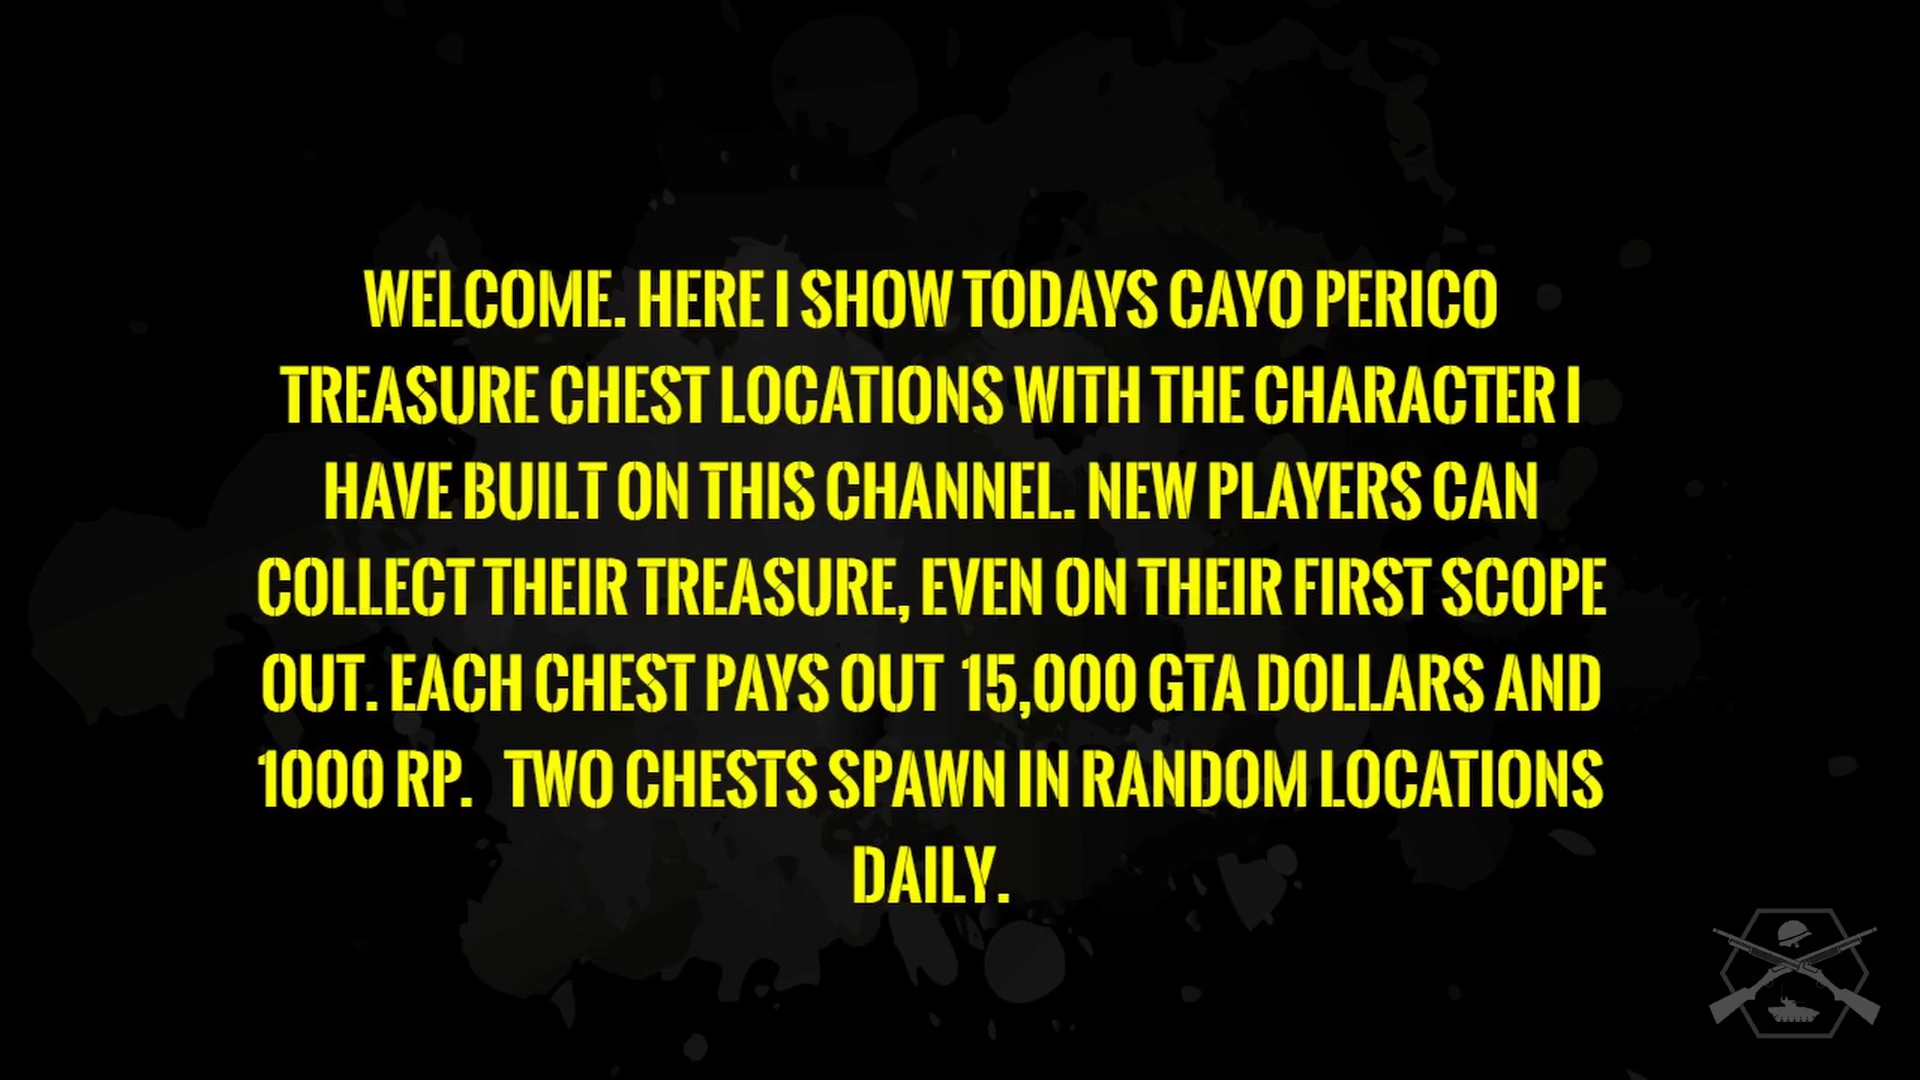 WELCOME. HERE I SHOW TODAYS CAYO PERICO
TREASURE CHEST LOCATIONS WITH THE CHARACTER I
HAVE BUILT ON THIS CHANNEL. NEW PLAYERS CAN
COLLECT THEIR TREASURE, EVEN ON THEIR FIRST SCOPE
OUT. EACH CHEST PAYS OUT 15,000 GTA DOLLARS AND
1000 RP. TWO CHESTS SPAWN IN RANDOM LOCATIONS
DAILY.